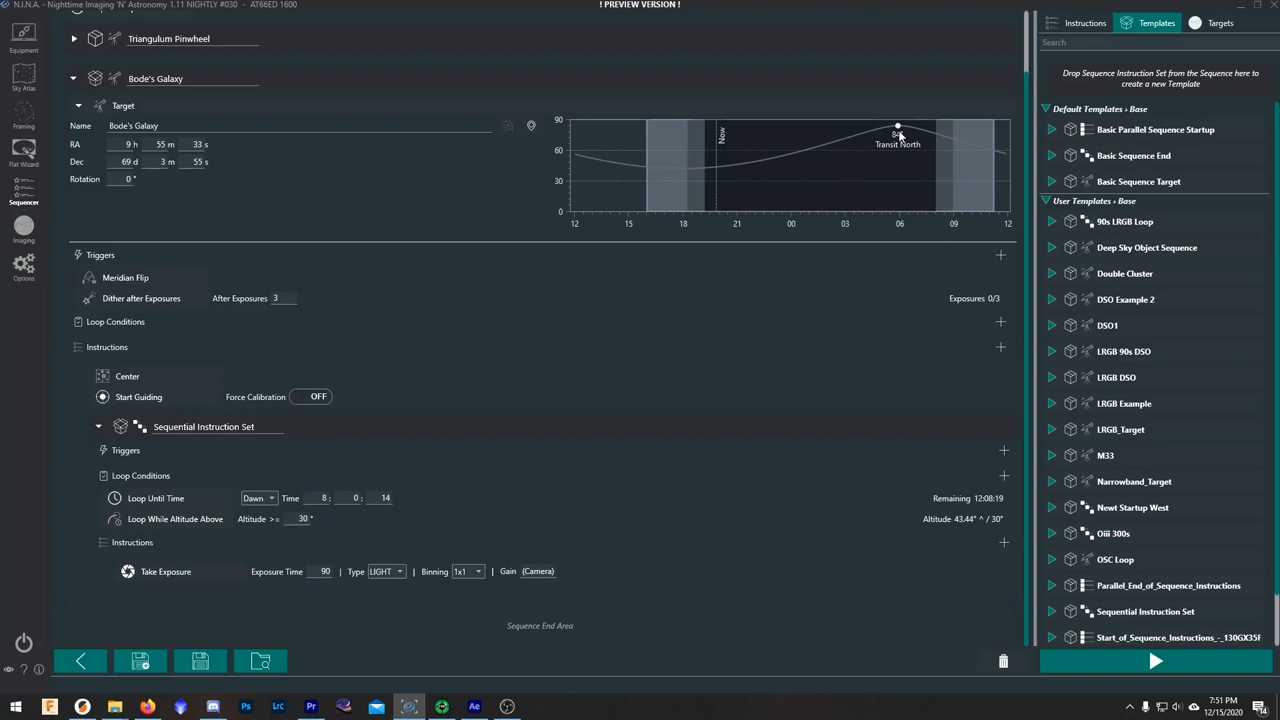 N.I.N.A. - Nighttime Imaging 'N' Astronomy 1.11 NIGHTLY #030 - AT66ED 1600
! PREVIEW VERSION !
Equipment
Sky Atlas
Framing
Flat Wizard
Sequencer
Imaging
Options
Triangulum Pinwheel
Bode's Galaxy
Target
Name Bode's Galaxy
RA 9 h 55 m 33 s
Dec 69 d 3 m 55 s
Rotation 0 °
90
60
30
0
Now
Transit North
12 15 18 21 00 03 06 09 12
Triggers
Meridian Flip
Dither after Exposures After Exposures 3 Exposures 0/3
Loop Conditions
Instructions
Center
Start Guiding Force Calibration OFF
Sequential Instruction Set
Triggers
Loop Conditions
Loop Until Time Dawn Time 8 : 0 : 14 Remaining 12:08:19
Loop While Altitude Above Altitude >= 30 ° Altitude 43.44° ^ / 30°
Instructions
Take Exposure Exposure Time 90 | Type LIGHT | Binning 1x1 | Gain (Camera)
Sequence End Area
Instructions Templates Targets
Search
Drop Sequence Instruction Set from the Sequence here to
create a new Template
Default Templates › Base
Basic Parallel Sequence Startup
Basic Sequence End
Basic Sequence Target
User Templates › Base
90s LRGB Loop
Deep Sky Object Sequence
Double Cluster
DSO Example 2
DSO1
LRGB 90s DSO
LRGB DSO
LRGB Example
LRGB_Target
M33
Narrowband_Target
Newt Startup West
Oiii 300s
OSC Loop
Parallel_End_of_Sequence_Instructions
Sequential Instruction Set
Start_of_Sequence_Instructions_-_130GX35F
Ps
Lrc
Pr
Ae
7:51 PM
12/15/2020
14